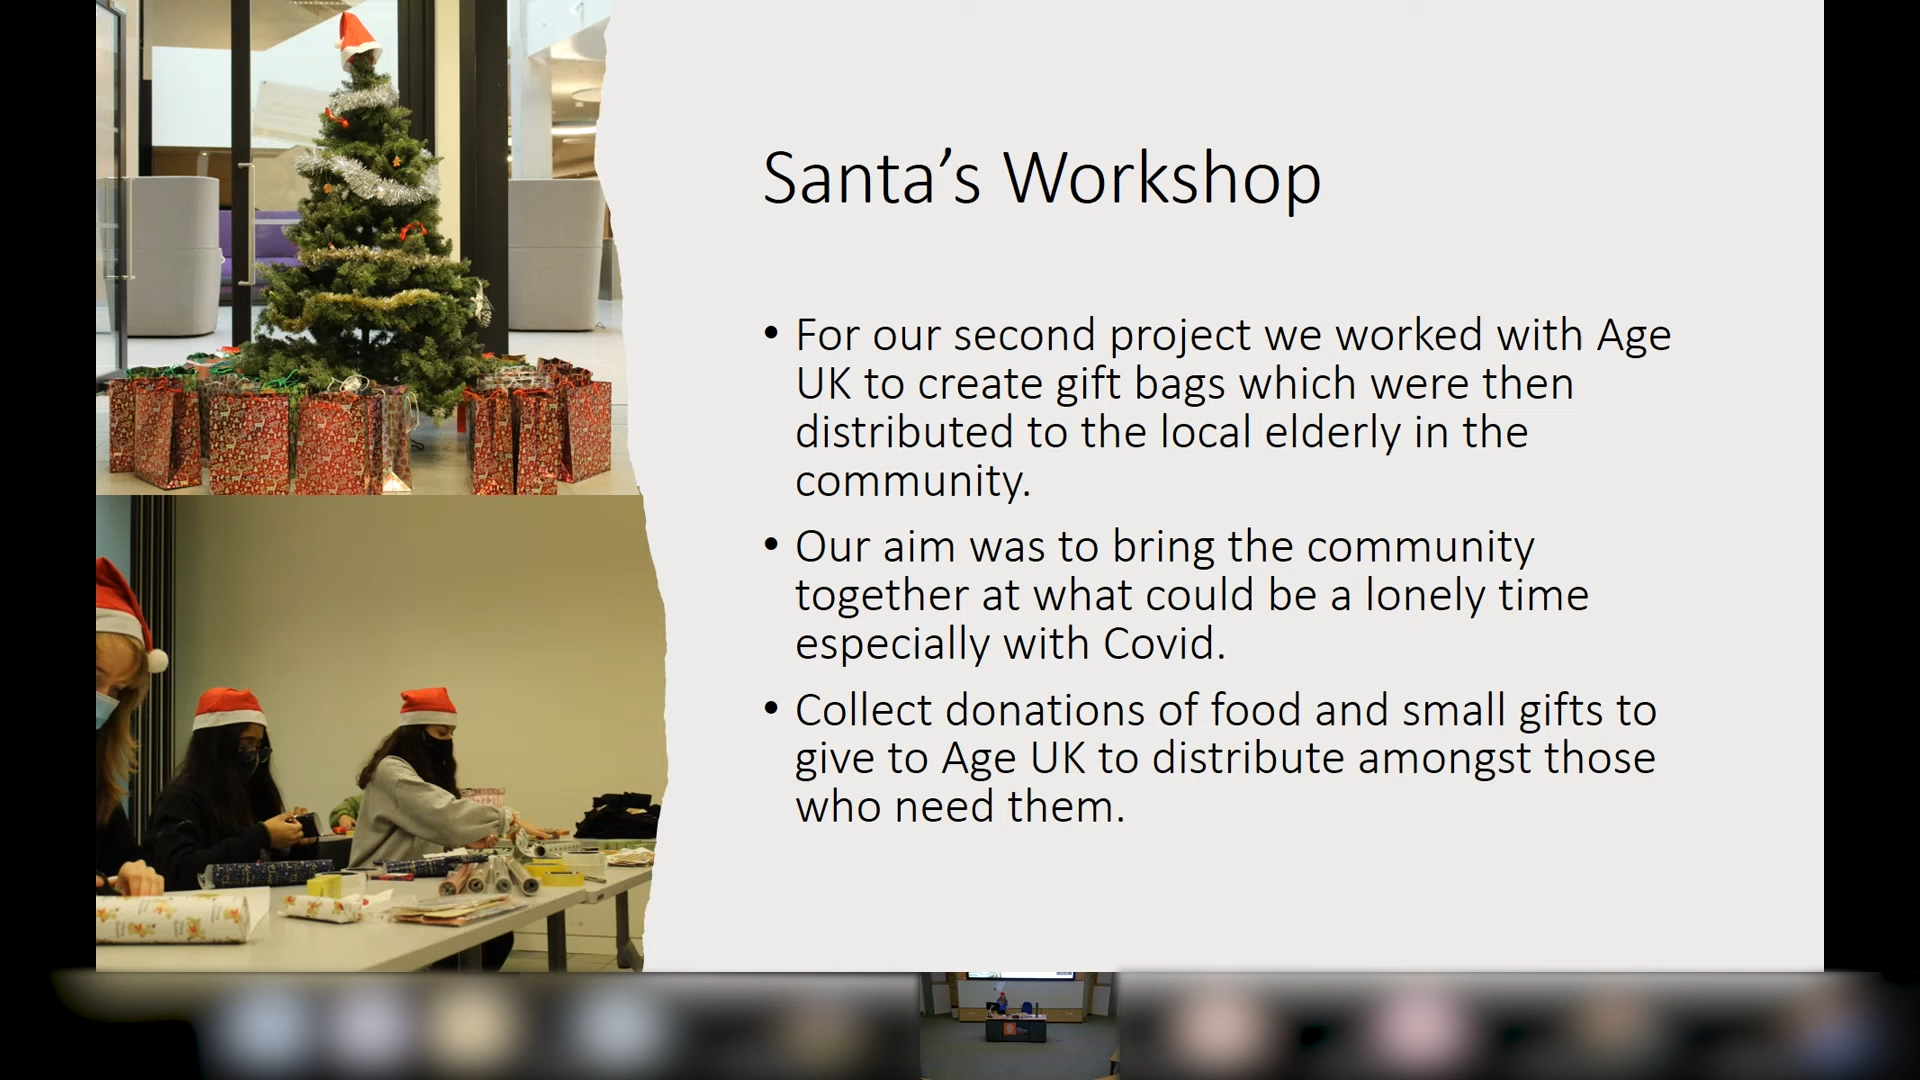 Santa’s Workshop
• For our second project we worked with Age
UK to create gift bags which were then
distributed to the local elderly in the
community.
• Our aim was to bring the community
together at what could be a lonely time
especially with Covid.
• Collect donations of food and small gifts to
give to Age UK to distribute amongst those
who need them.